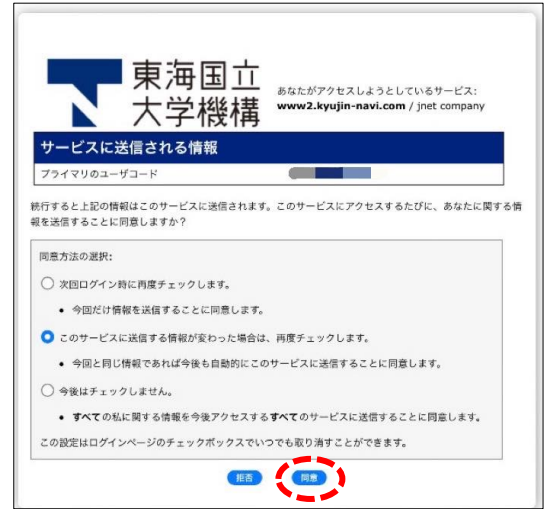 東海国立
大学機構
あなたがアクセスしようとしているサービス:
www2.kyujin-navi.com / jnet company
サービスに送信される情報
プライマリのユーザコード
続行すると上記の情報はこのサービスに送信されます。このサービスにアクセスするたびに、あなたに関する情
報を送信することに同意しますか？
同意方法の選択:
次回ログイン時に再度チェックします。
• 今回だけ情報を送信することに同意します。
このサービスに送信する情報が変わった場合は、再度チェックします。
• 今回と同じ情報であれば今後も自動的にこのサービスに送信することに同意します。
今後はチェックしません。
• すべての私に関する情報を今後アクセスするすべてのサービスに送信することに同意します。
この設定はログインページのチェックボックスでいつでも取り消すことができます。
拒否 同意